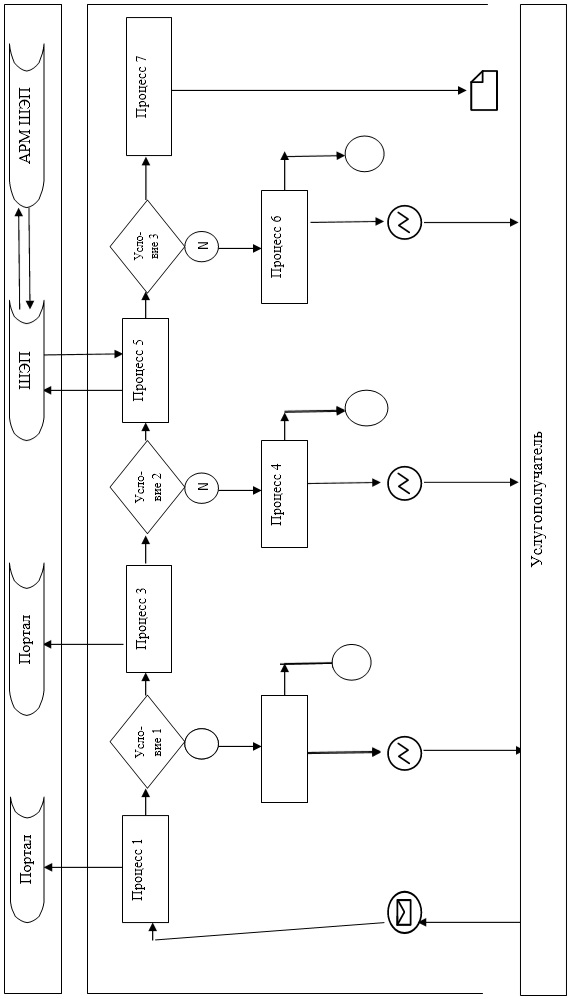 Портал
Портал
ШЭП
АРМ ШЭП
Процесс 1
Усло-
вие 1
Процесс 3
Усло-
вие 2
Процесс 5
Усло-
вие 3
Процесс 7
N
N
Процесс 4
Процесс 6
Услугополучатель